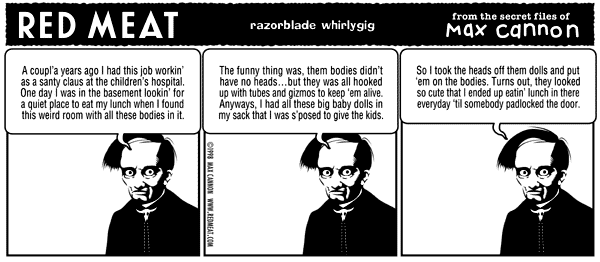 RED MEAT
razorblade whirlygig
from the secret files of
max cannon
A coupl'a years ago I had this job workin'
as a santy claus at the children's hospital.
One day I was in the basement lookin' for
a quiet place to eat my lunch when I found
this weird room with all these bodies in it.
The funny thing was, them bodies didn't
have no heads...but they was all hooked
up with tubes and gizmos to keep 'em alive.
Anyways, I had all these big baby dolls in
my sack that I was s'posed to give the kids.
©1998 MAX CANNON WWW.REDMEAT.COM
So I took the heads off them dolls and put
'em on the bodies. Turns out, they looked
so cute that I ended up eatin' lunch in there
everyday 'til somebody padlocked the door.